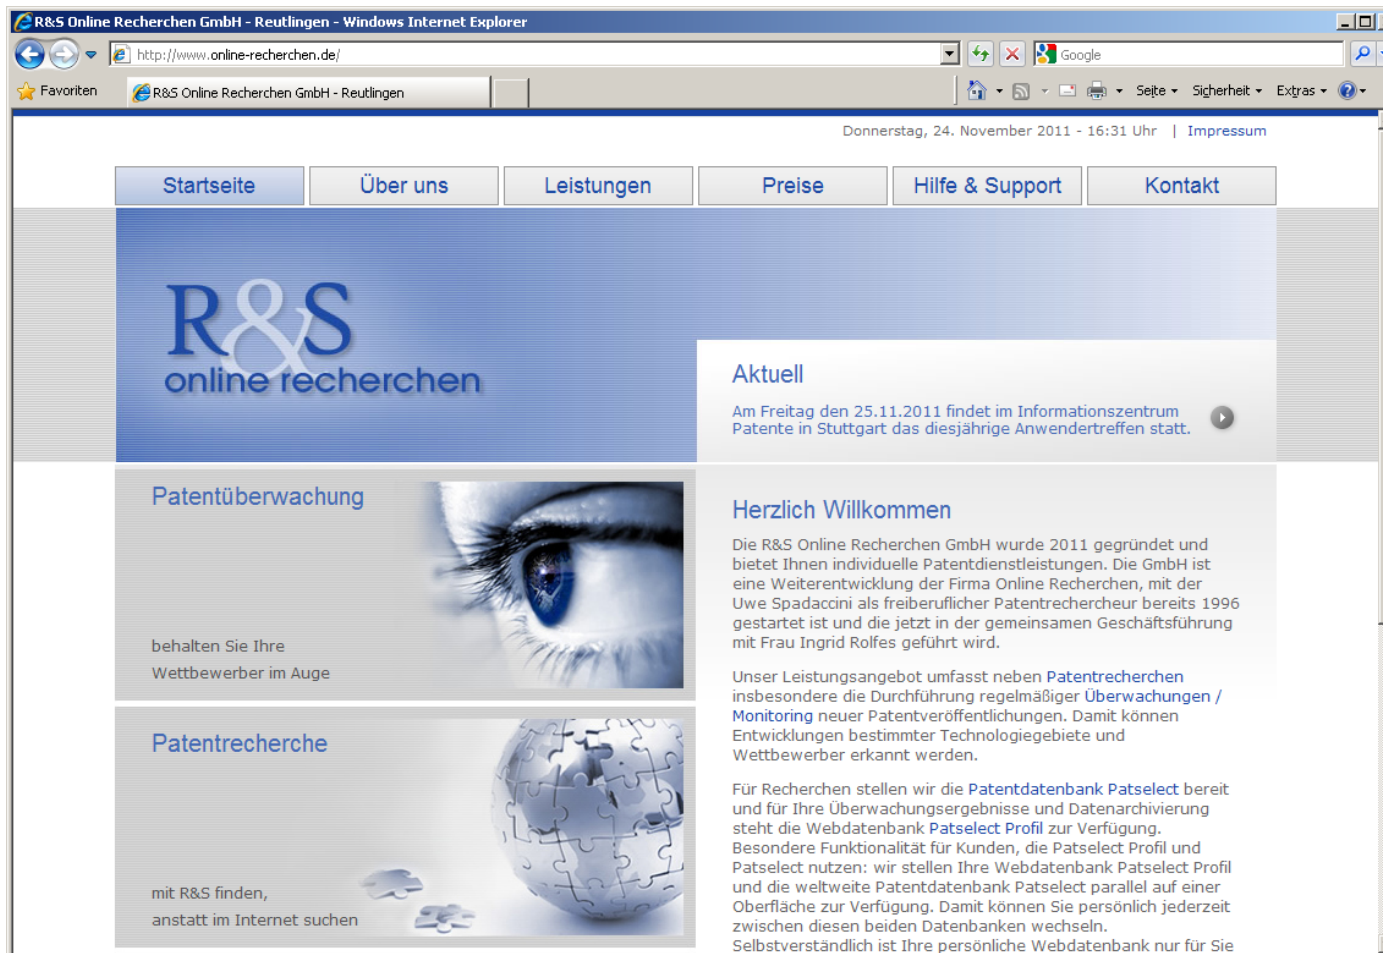 R&S Online Recherchen GmbH - Reutlingen - Windows Internet Explorer
http://www.online-recherchen.de/
Google
Favoriten
R&S Online Recherchen GmbH - Reutlingen
Seite
Sicherheit
Extras
Donnerstag, 24. November 2011 - 16:31 Uhr | Impressum
Startseite
Über uns
Leistungen
Preise
Hilfe & Support
Kontakt
R&S
online recherchen
Aktuell
Am Freitag den 25.11.2011 findet im Informationszentrum
Patente in Stuttgart das diesjährige Anwendertreffen statt.
Patentüberwachung
behalten Sie Ihre
Wettbewerber im Auge
Patentrecherche
mit R&S finden,
anstatt im Internet suchen
Herzlich Willkommen
Die R&S Online Recherchen GmbH wurde 2011 gegründet und
bietet Ihnen individuelle Patentdienstleistungen. Die GmbH ist
eine Weiterentwicklung der Firma Online Recherchen, mit der
Uwe Spadaccini als freiberuflicher Patentrechercheur bereits 1996
gestartet ist und die jetzt in der gemeinsamen Geschäftsführung
mit Frau Ingrid Rolfes geführt wird.
Unser Leistungsangebot umfasst neben Patentrecherchen
insbesondere die Durchführung regelmäßiger Überwachungen /
Monitoring neuer Patentveröffentlichungen. Damit können
Entwicklungen bestimmter Technologiegebiete und
Wettbewerber erkannt werden.
Für Recherchen stellen wir die Patentdatenbank Patselect bereit
und für Ihre Überwachungsergebnisse und Datenarchivierung
steht die Webdatenbank Patselect Profil zur Verfügung.
Besondere Funktionalität für Kunden, die Patselect Profil und
Patselect nutzen: wir stellen Ihre Webdatenbank Patselect Profil
und die weltweite Patentdatenbank Patselect parallel auf einer
Oberfläche zur Verfügung. Damit können Sie persönlich jederzeit
zwischen diesen beiden Datenbanken wechseln.
Selbstverständlich ist Ihre persönliche Webdatenbank nur für Sie